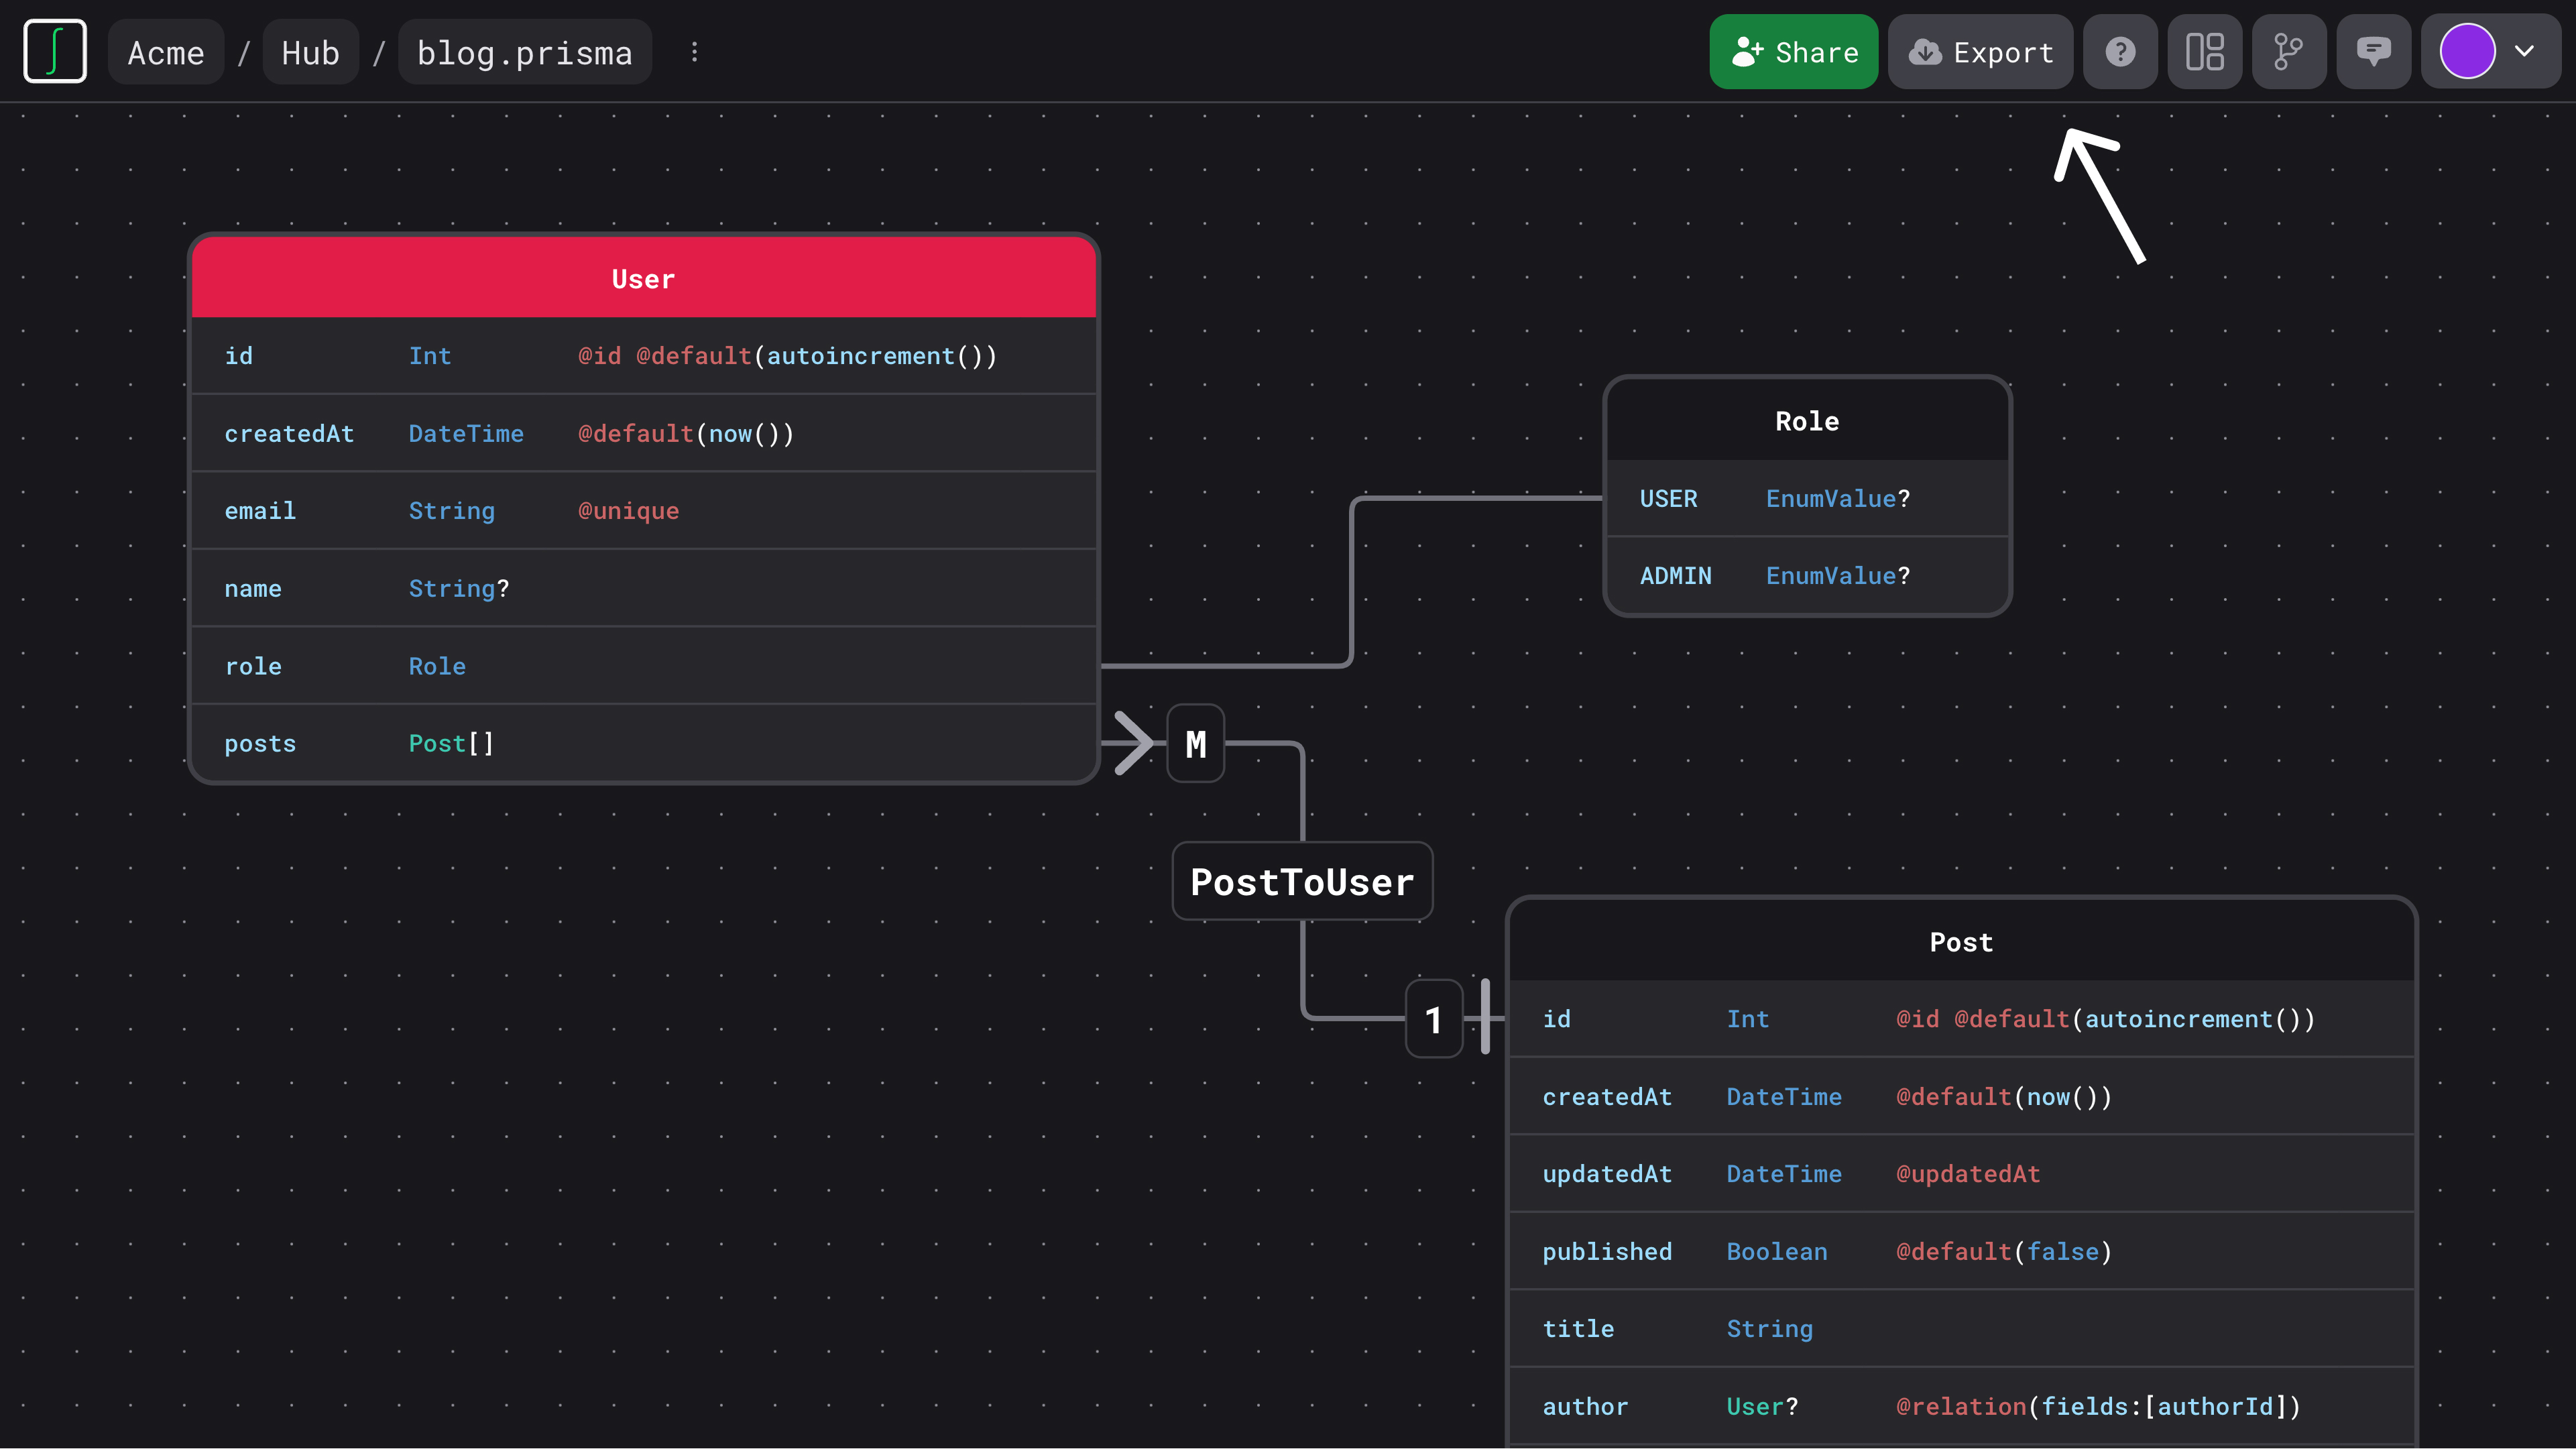 Acme / Hub / blog.prisma
Share
Export
User
id Int @id @default(autoincrement())
createdAt DateTime @default(now())
email String @unique
name String?
role Role
posts Post[]
Role
USER EnumValue?
ADMIN EnumValue?
M
PostToUser
1
Post
id Int @id @default(autoincrement())
createdAt DateTime @default(now())
updatedAt DateTime @updatedAt
published Boolean @default(false)
title String
author User? @relation(fields:[authorId])